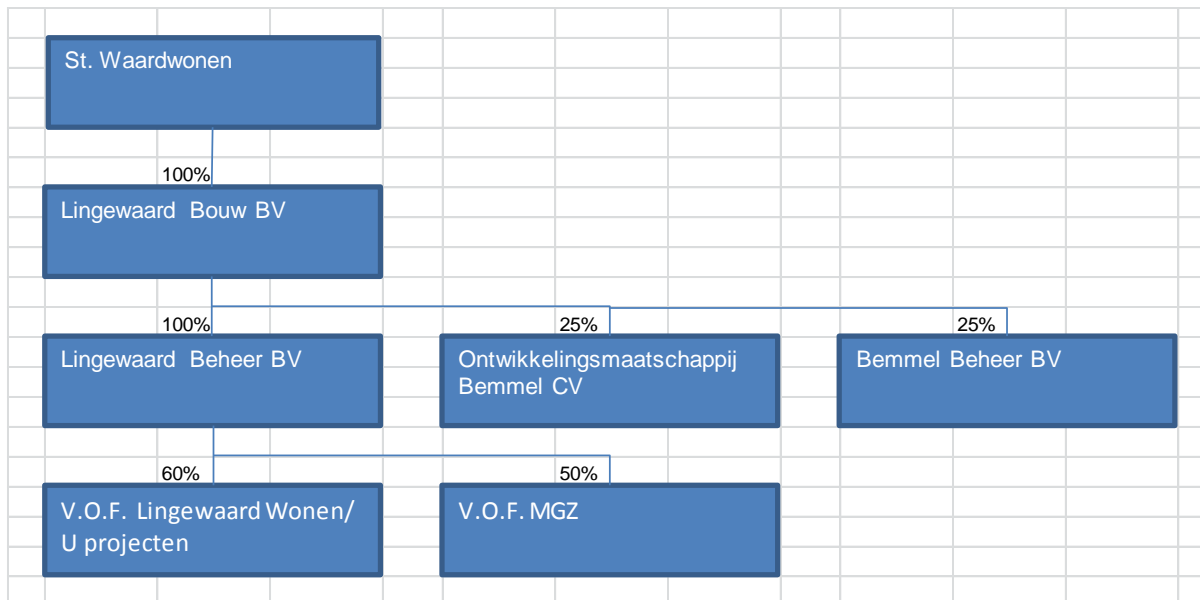 St. Waardwonen
100%
Lingewaard Bouw BV
100%
25%
25%
Lingewaard Beheer BV
Ontwikkelingsmaatschappij
Bemmel CV
Bemmel Beheer BV
60%
50%
V.O.F. Lingewaard Wonen/
U projecten
V.O.F. MGZ